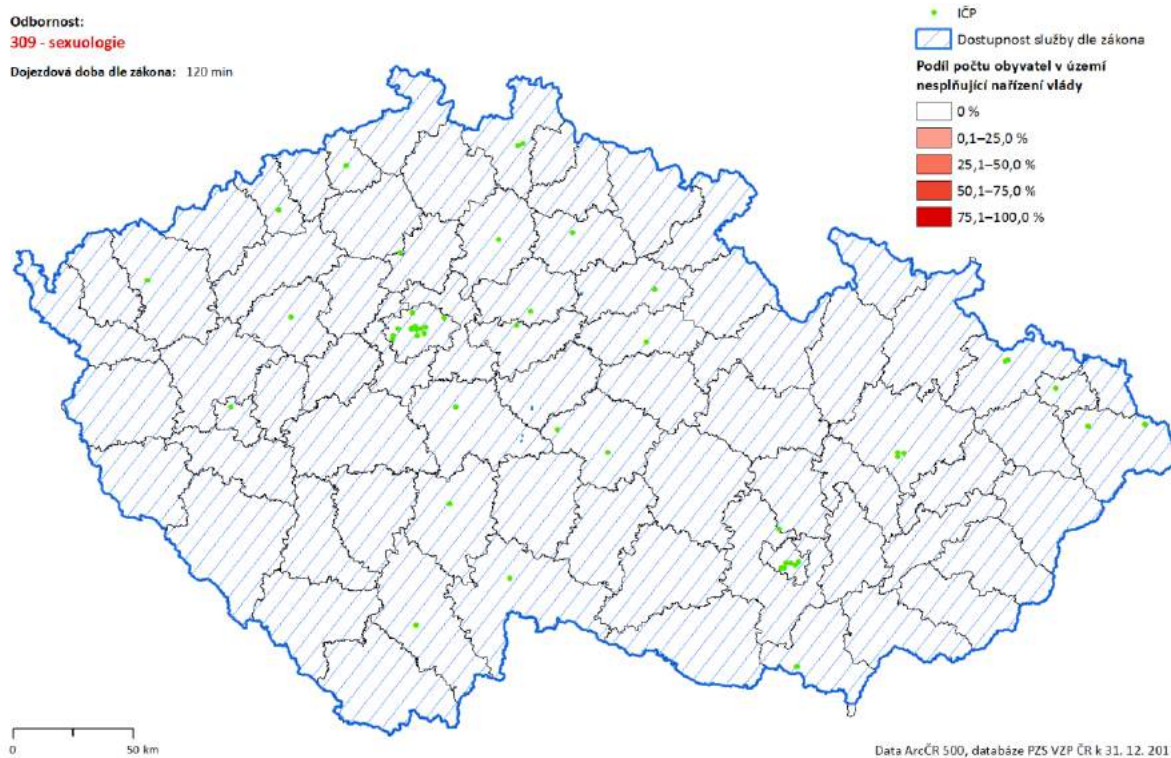 Odbornost:
309 - sexuologie
Dojezdová doba dle zákona: 120 min
IČP
Dostupnost služby dle zákona
Podíl počtu obyvatel v území
nesplňující nařízení vlády
0 %
0,1–25,0 %
25,1–50,0 %
50,1–75,0 %
75,1–100,0 %
0
50 km
Data ArcČR 500, databáze PZS VZP ČR k 31. 12. 201